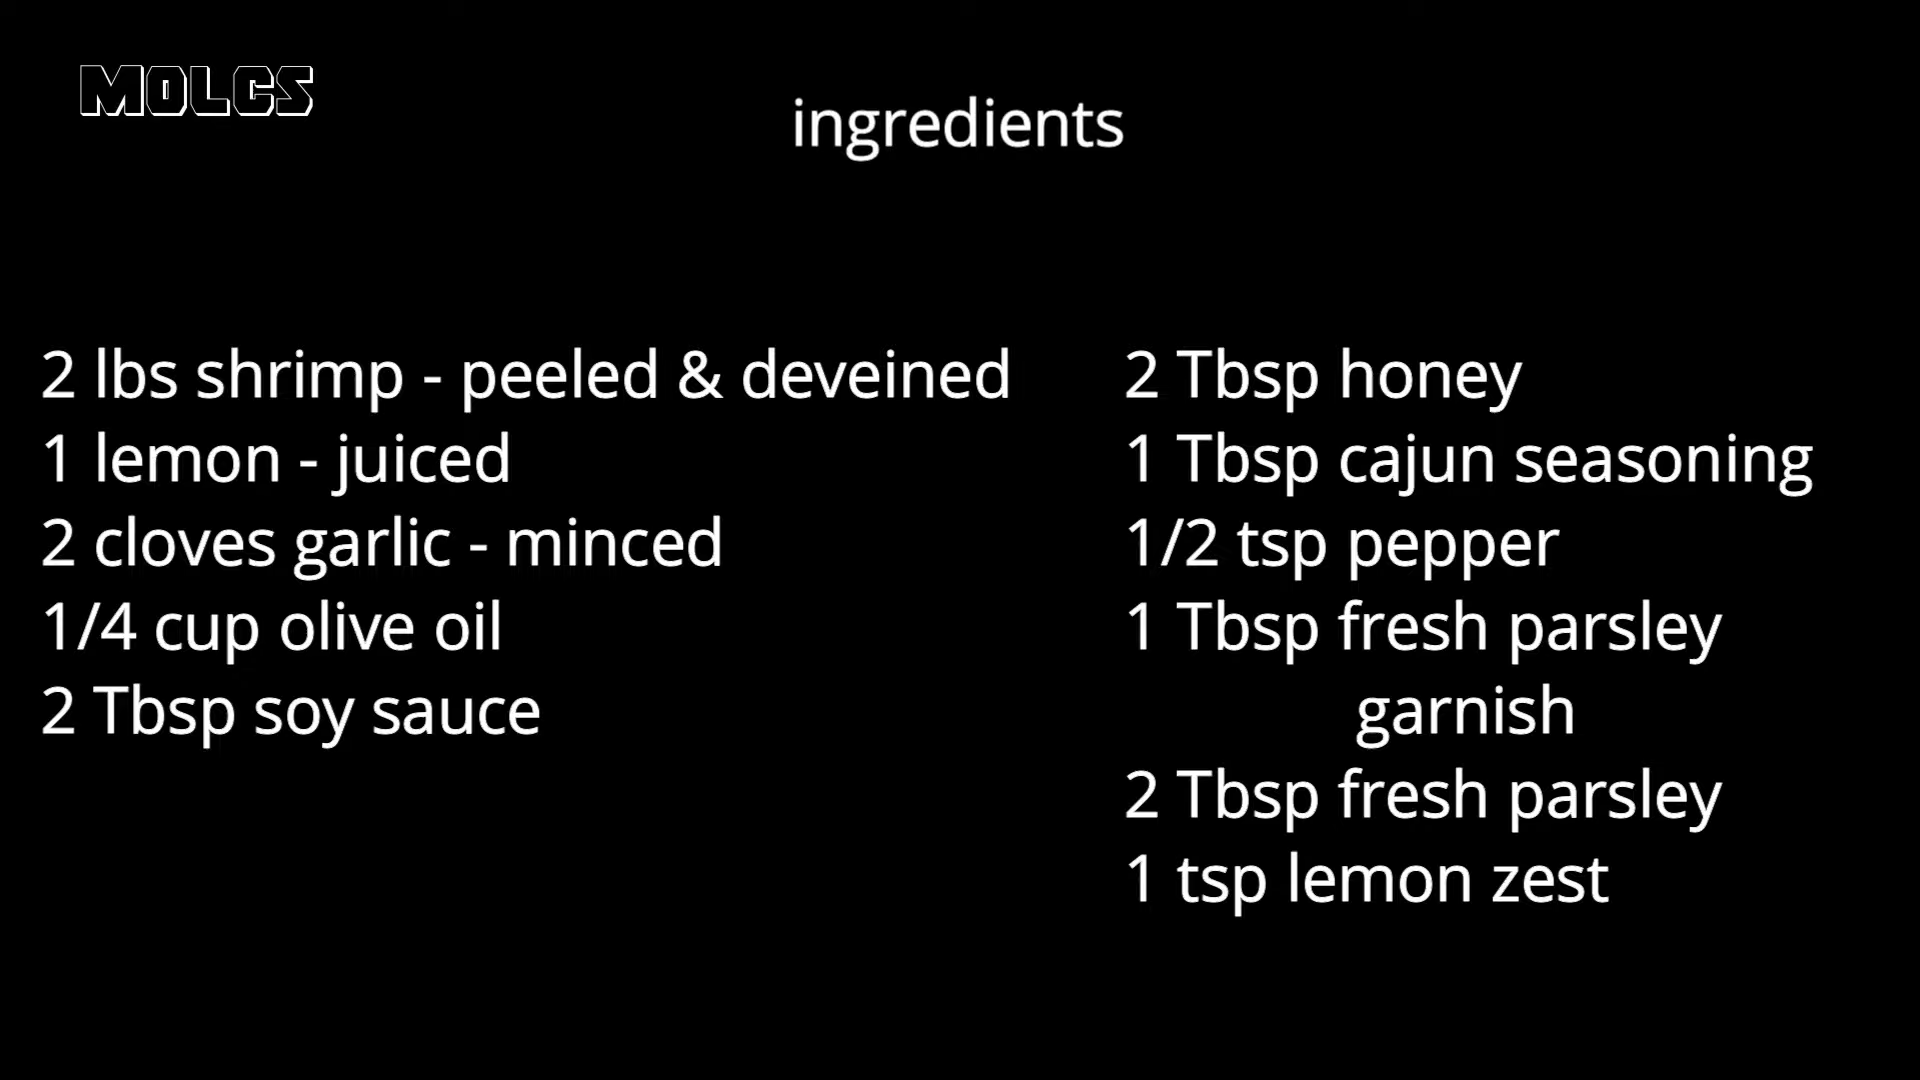 MOLCS
ingredients
2 lbs shrimp - peeled & deveined
1 lemon - juiced
2 cloves garlic - minced
1/4 cup olive oil
2 Tbsp soy sauce
2 Tbsp honey
1 Tbsp cajun seasoning
1/2 tsp pepper
1 Tbsp fresh parsley
garnish
2 Tbsp fresh parsley
1 tsp lemon zest